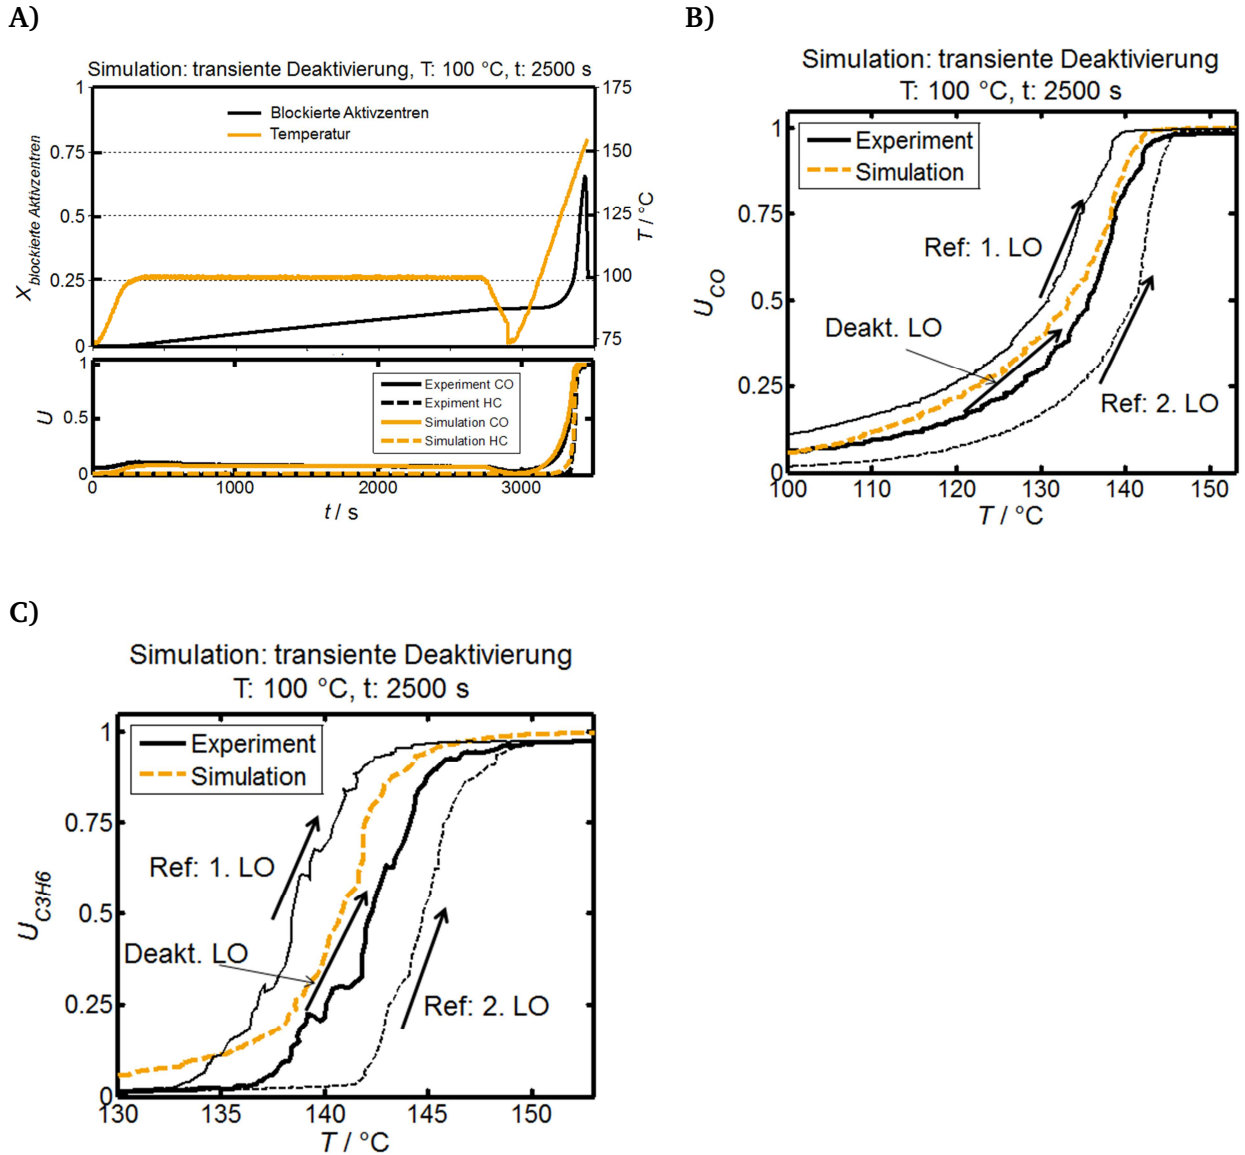 A)
Simulation: transiente Deaktivierung, T: 100 °C, t: 2500 s
Blockierte Aktivzentren
Temperatur
X blockierte Aktivzentren
1
0.75
0.5
0.25
0
175
150
125
100
75
T / °C
Experiment CO
Expiment HC
Simulation CO
Simulation HC
U
1
0.5
0
0
1000
2000
3000
t / s
B)
Simulation: transiente Deaktivierung
T: 100 °C, t: 2500 s
Experiment
Simulation
Ref: 1. LO
Deakt. LO
Ref: 2. LO
U CO
1
0.75
0.5
0.25
0
100
110
120
130
140
150
T / °C
C)
Simulation: transiente Deaktivierung
T: 100 °C, t: 2500 s
Experiment
Simulation
Ref: 1. LO
Deakt. LO
Ref: 2. LO
U C3H6
1
0.75
0.5
0.25
0
130
135
140
145
150
T / °C